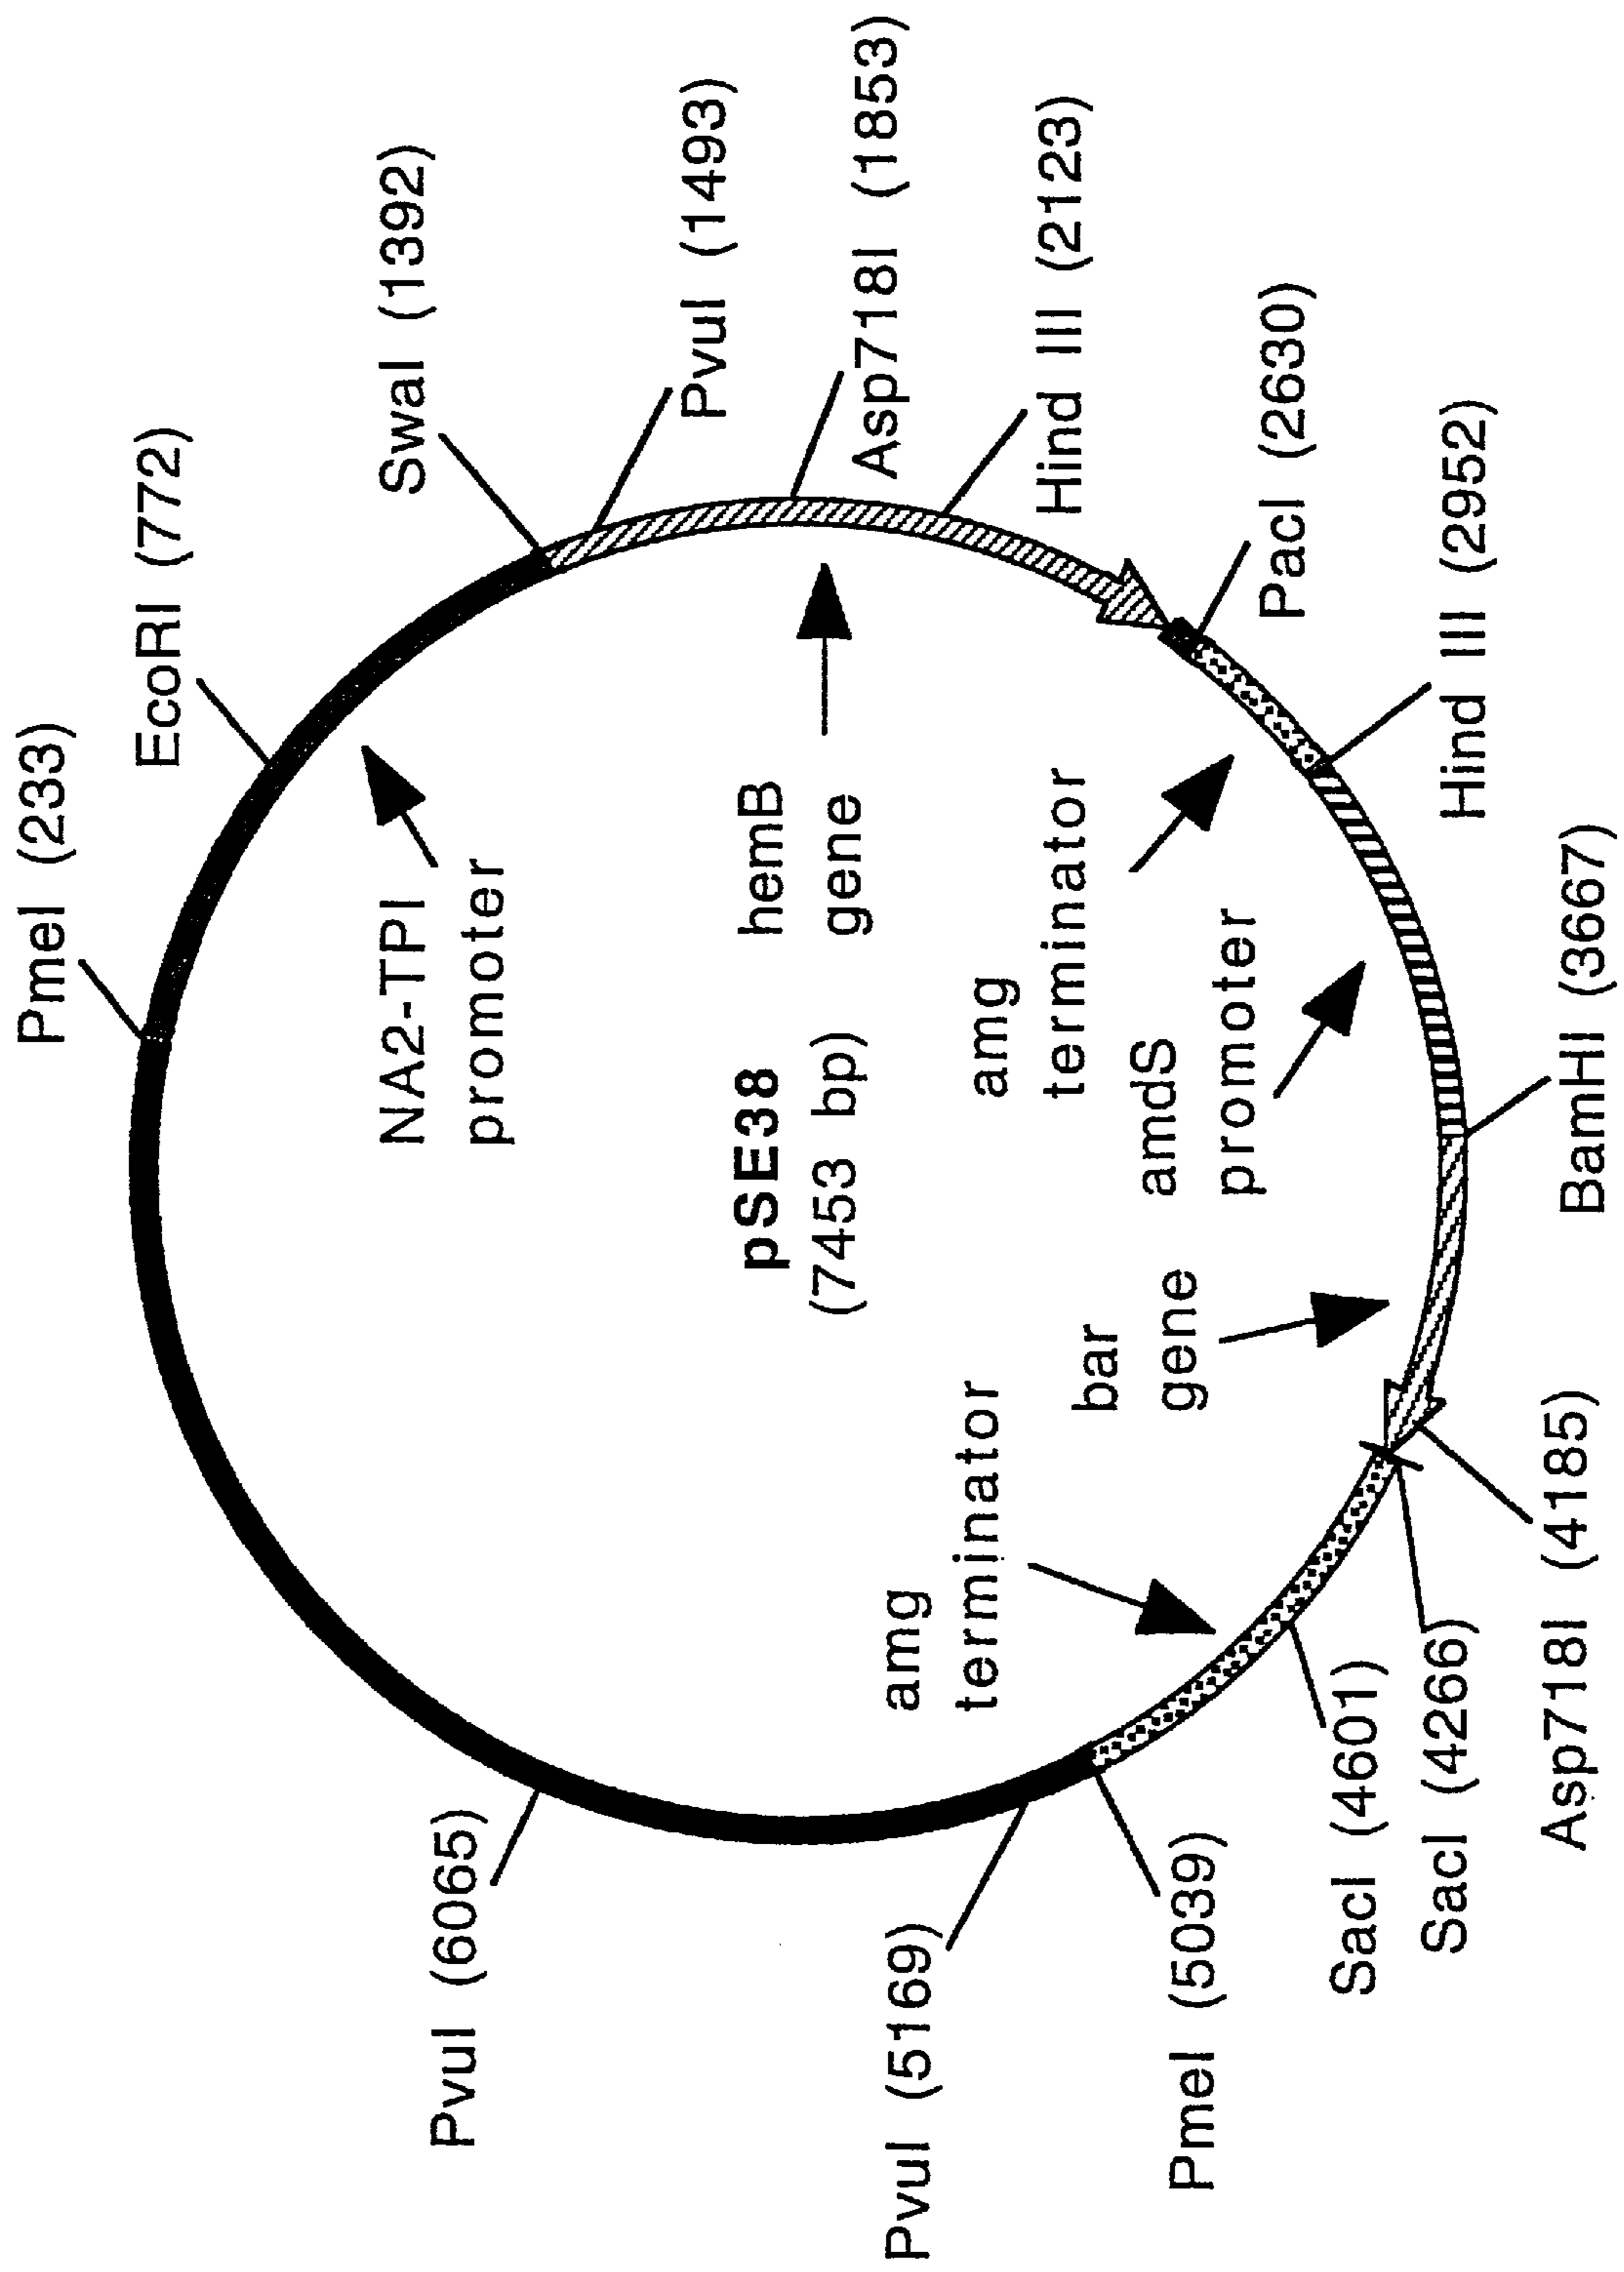 PmeI (233)
EcoRI (772)
SwaI (1392)
PvuI (1493)
Asp718I (1853)
Hind III (2123)
PacI (2630)
Hind III (2952)
BamHI (3667)
Asp718I (4185)
SacI (4266)
SacI (4601)
PmeI (5039)
PvuI (5169)
PvuI (6065)
NA2-TPI
promoter
hemB
gene
pSE38
(7453 bp)
amg
terminator
amdS
promoter
bar
gene
amg
terminator